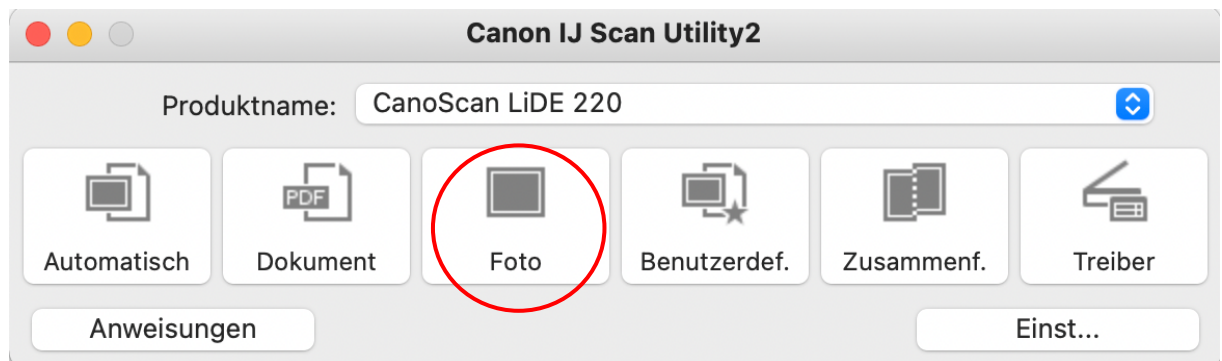 Canon IJ Scan Utility2
Produktname: CanoScan LiDE 220
PDF
Automatisch Dokument Foto Benutzerdef. Zusammenf. Treiber
Anweisungen Einst...